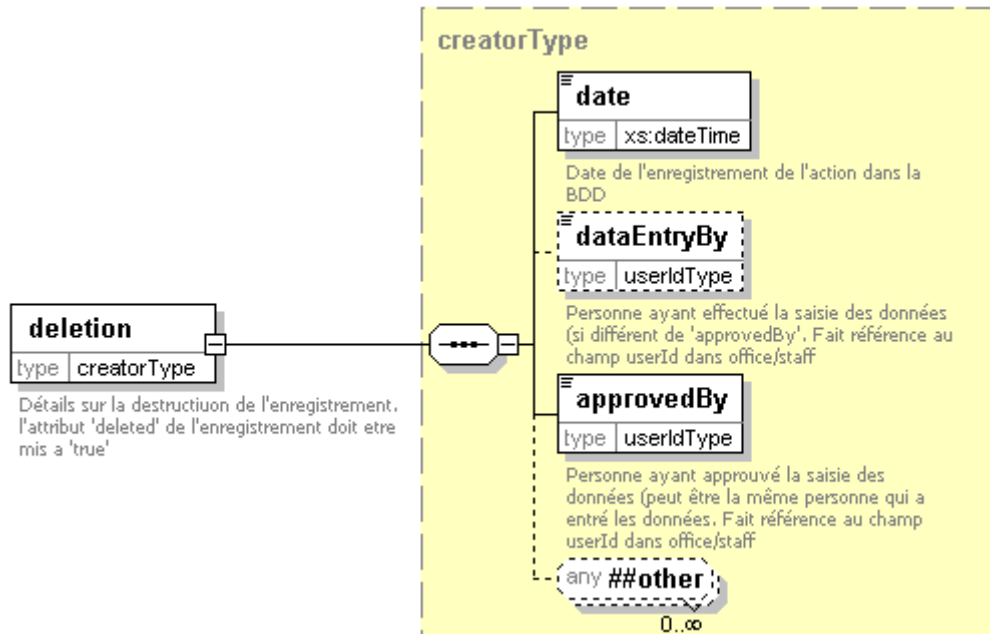 creatorType
date
type xs:dateTime
Date de l'enregistrement de l'action dans la
BDD
dataEntryBy
type userIdType
Personne ayant effectué la saisie des données
(si différent de 'approvedBy'. Fait référence au
champ userId dans office/staff
deletion
type creatorType
Détails sur la destructiuon de l'enregistrement.
l'attribut 'deleted' de l'enregistrement doit etre
mis a 'true'
approvedBy
type userIdType
Personne ayant approuvé la saisie des
données (peut être la même personne qui a
entré les données. Fait référence au champ
userId dans office/staff
any ##other
0..∞